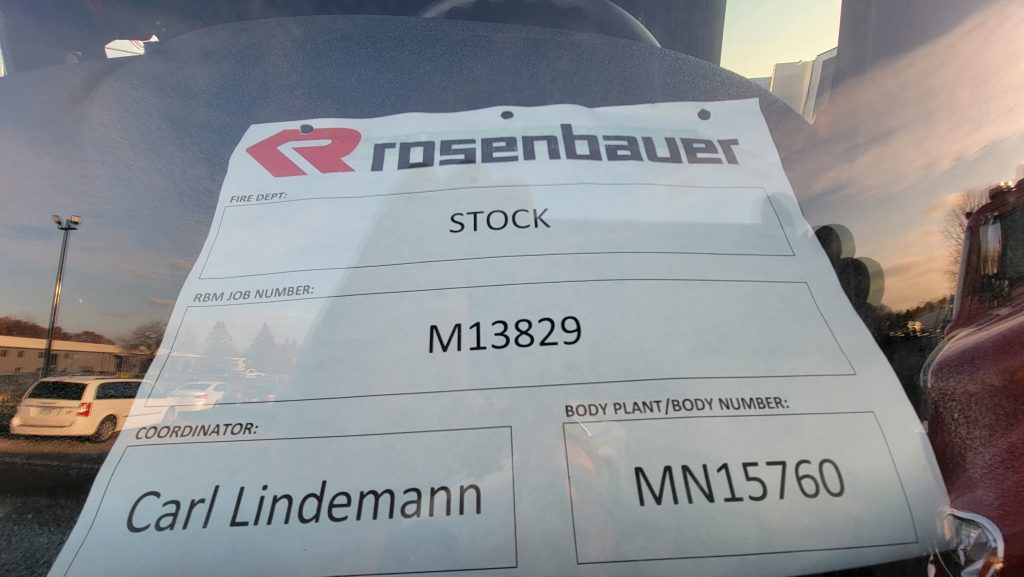 rosenbauer
FIRE DEPT:
STOCK
RBM JOB NUMBER:
M13829
COORDINATOR:
Carl Lindemann
BODY PLANT/BODY NUMBER:
MN15760